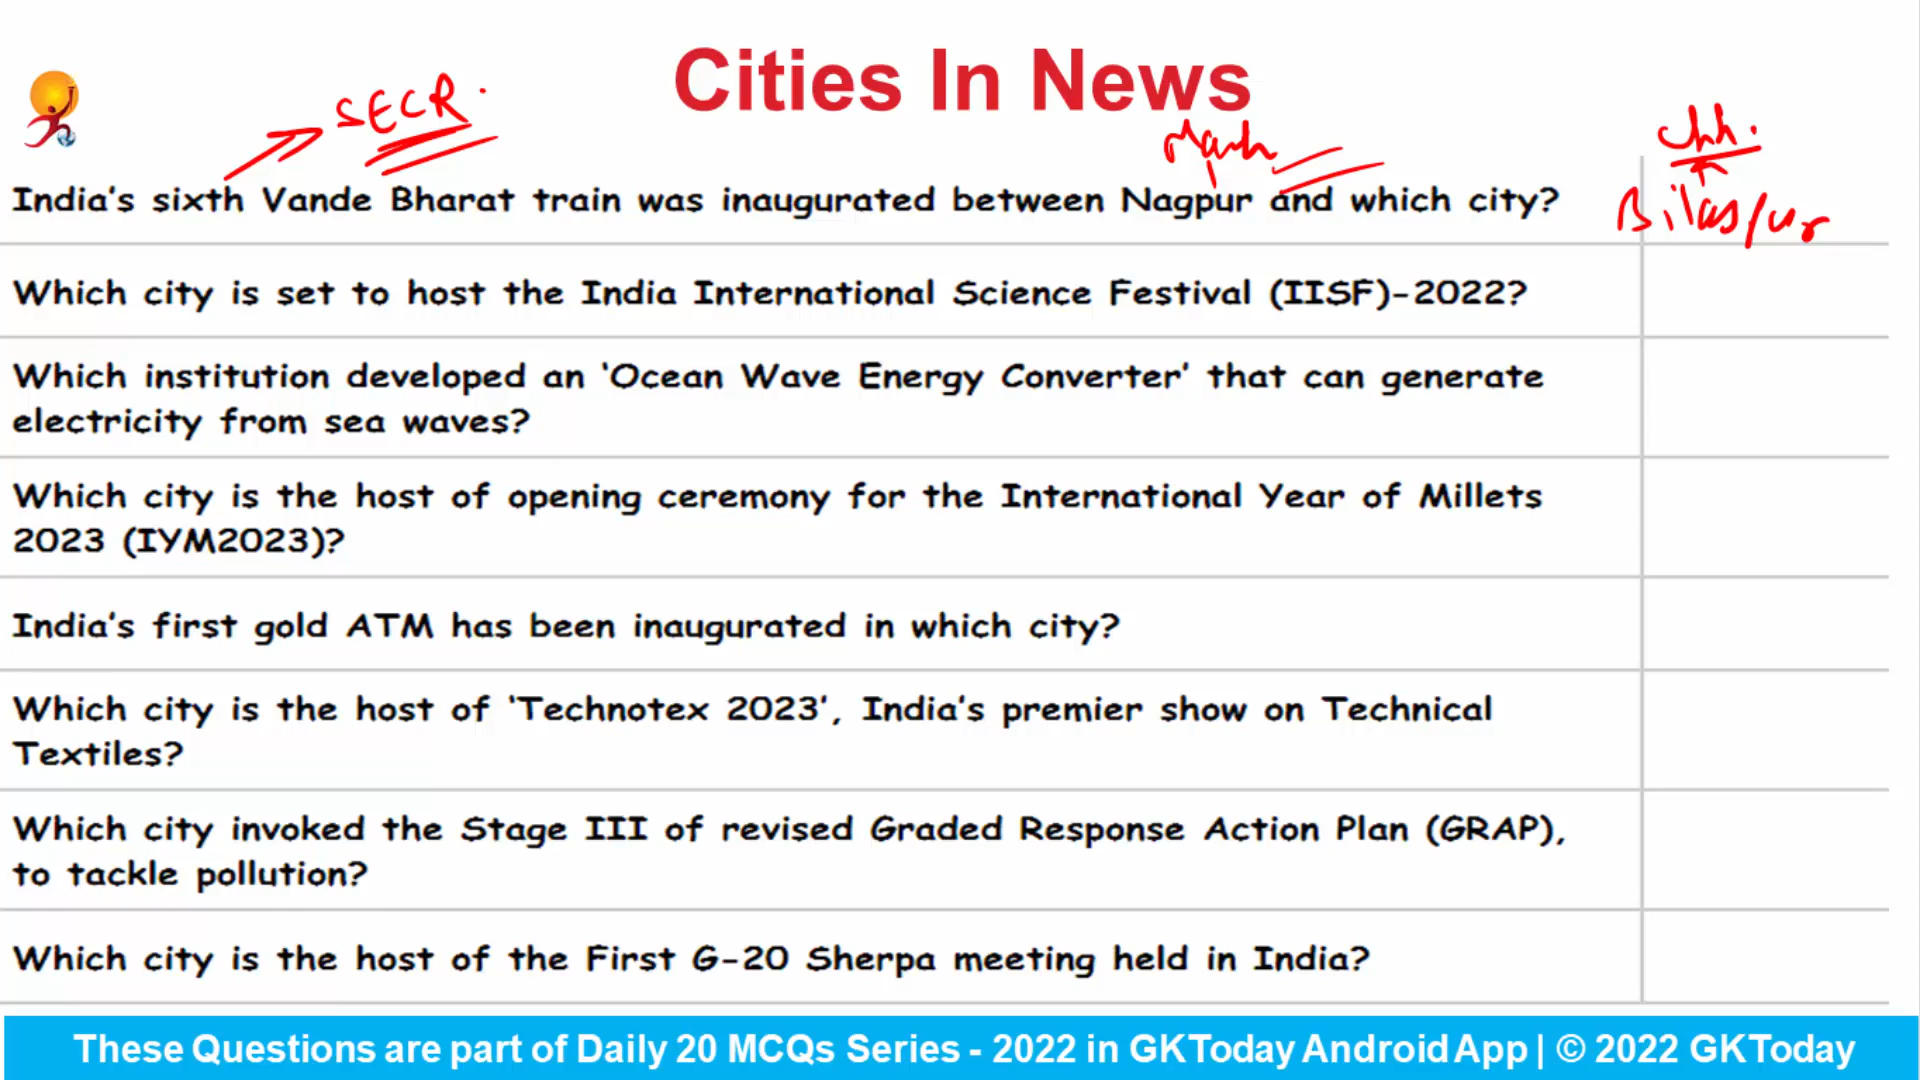 Cities In News
SECR.
Mah
Chh.
India's sixth Vande Bharat train was inaugurated between Nagpur and which city?
Bilaspur
Which city is set to host the India International Science Festival (IISF)-2022?
Which institution developed an 'Ocean Wave Energy Converter' that can generate
electricity from sea waves?
Which city is the host of opening ceremony for the International Year of Millets
2023 (IYM2023)?
India's first gold ATM has been inaugurated in which city?
Which city is the host of 'Technotex 2023', India's premier show on Technical
Textiles?
Which city invoked the Stage III of revised Graded Response Action Plan (GRAP),
to tackle pollution?
Which city is the host of the First G-20 Sherpa meeting held in India?
These Questions are part of Daily 20 MCQs Series - 2022 in GKToday Android App | © 2022 GKToday